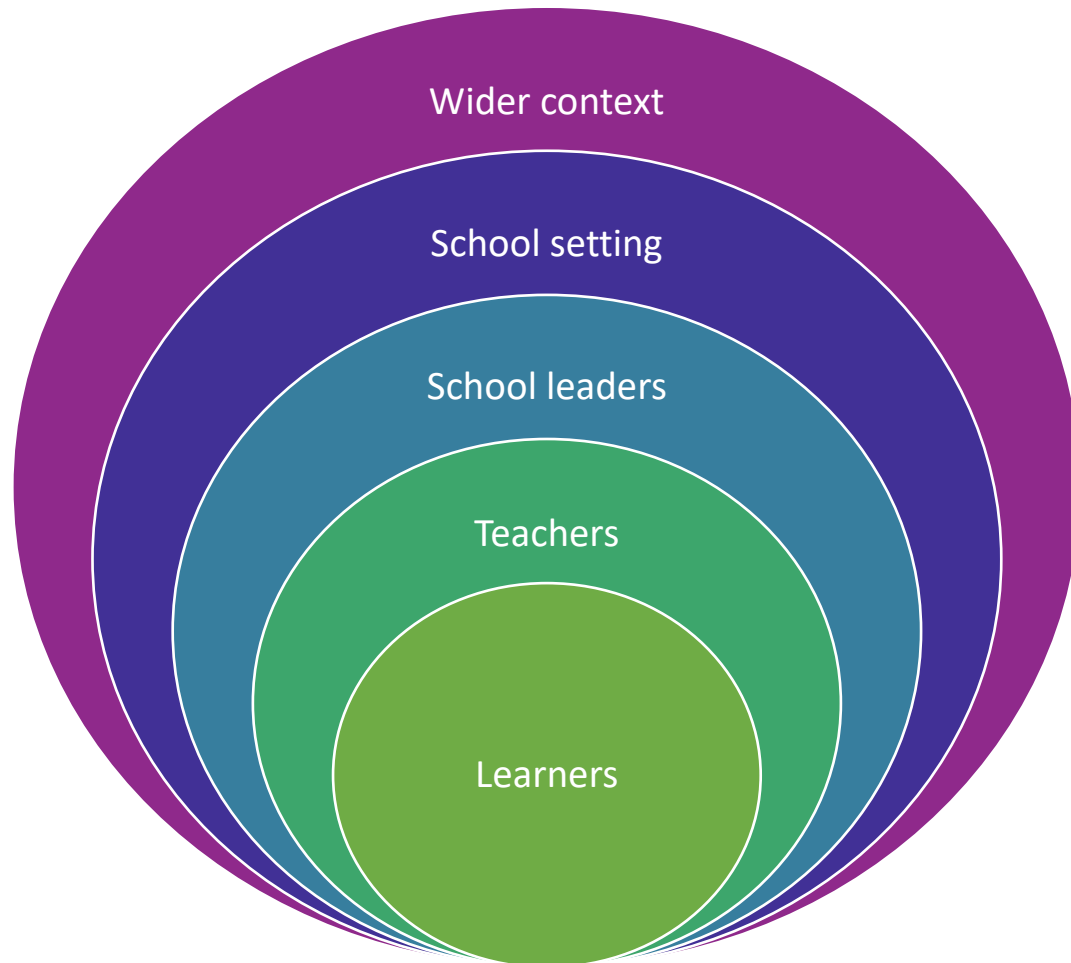 Wider context
School setting
School leaders
Teachers
Learners